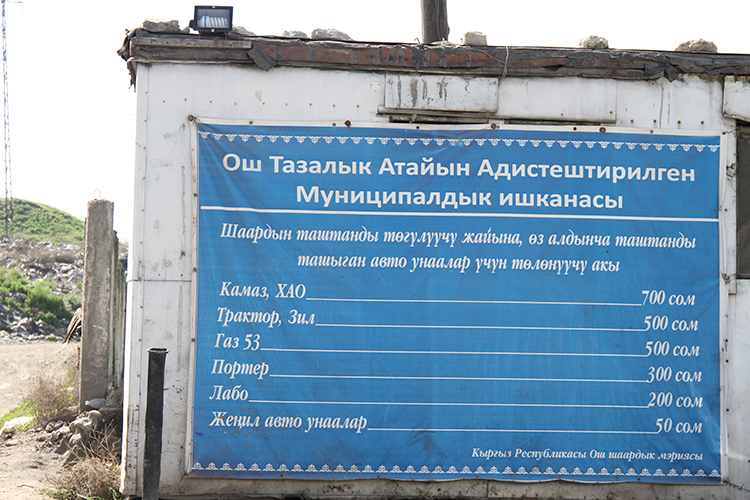 Ош Тазалык Атайын Адистештирилген
Муниципалдык ишканасы
Шаардын таштанды төгүлүүчү жайына, өз алдынча таштанды
ташыган авто унаалар үчүн төлөнүүчү акы
Камаз, ХАО 700 сом
Трактор, Зил 500 сом
Газ 53 500 сом
Портер 300 сом
Лабо 200 сом
Жеңил авто унаалар 50 сом
Кыргыз Республикасы Ош шаардык мэриясы